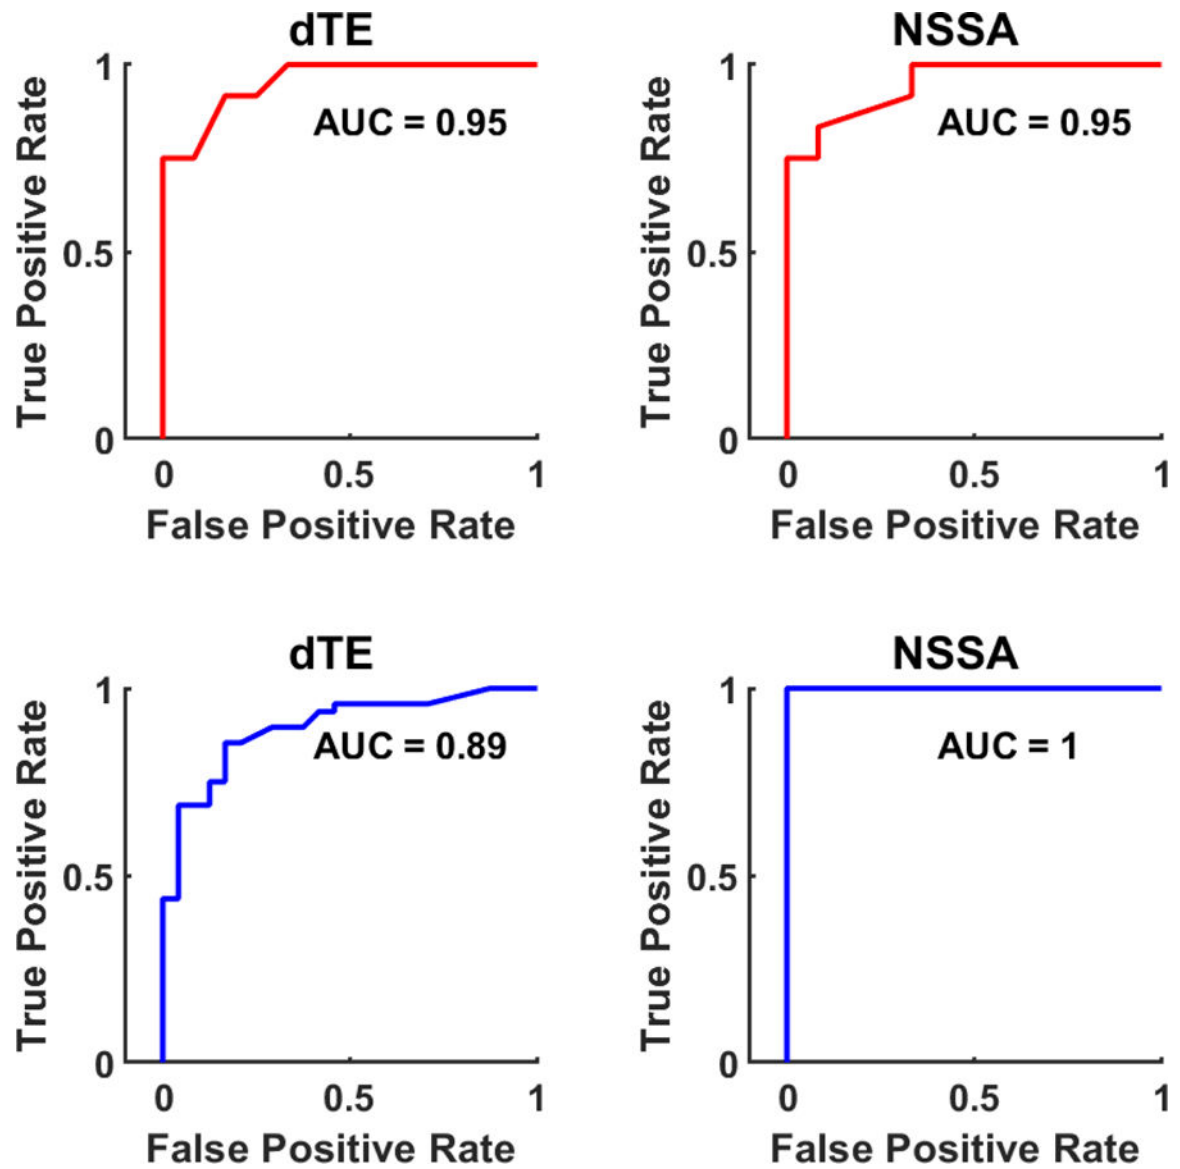 dTE
1
0.5
0
AUC = 0.95
True Positive Rate
0 0.5 1
False Positive Rate
NSSA
1
0.5
0
AUC = 0.95
True Positive Rate
0 0.5 1
False Positive Rate
dTE
1
0.5
0
AUC = 0.89
True Positive Rate
0 0.5 1
False Positive Rate
NSSA
1
0.5
0
AUC = 1
True Positive Rate
0 0.5 1
False Positive Rate